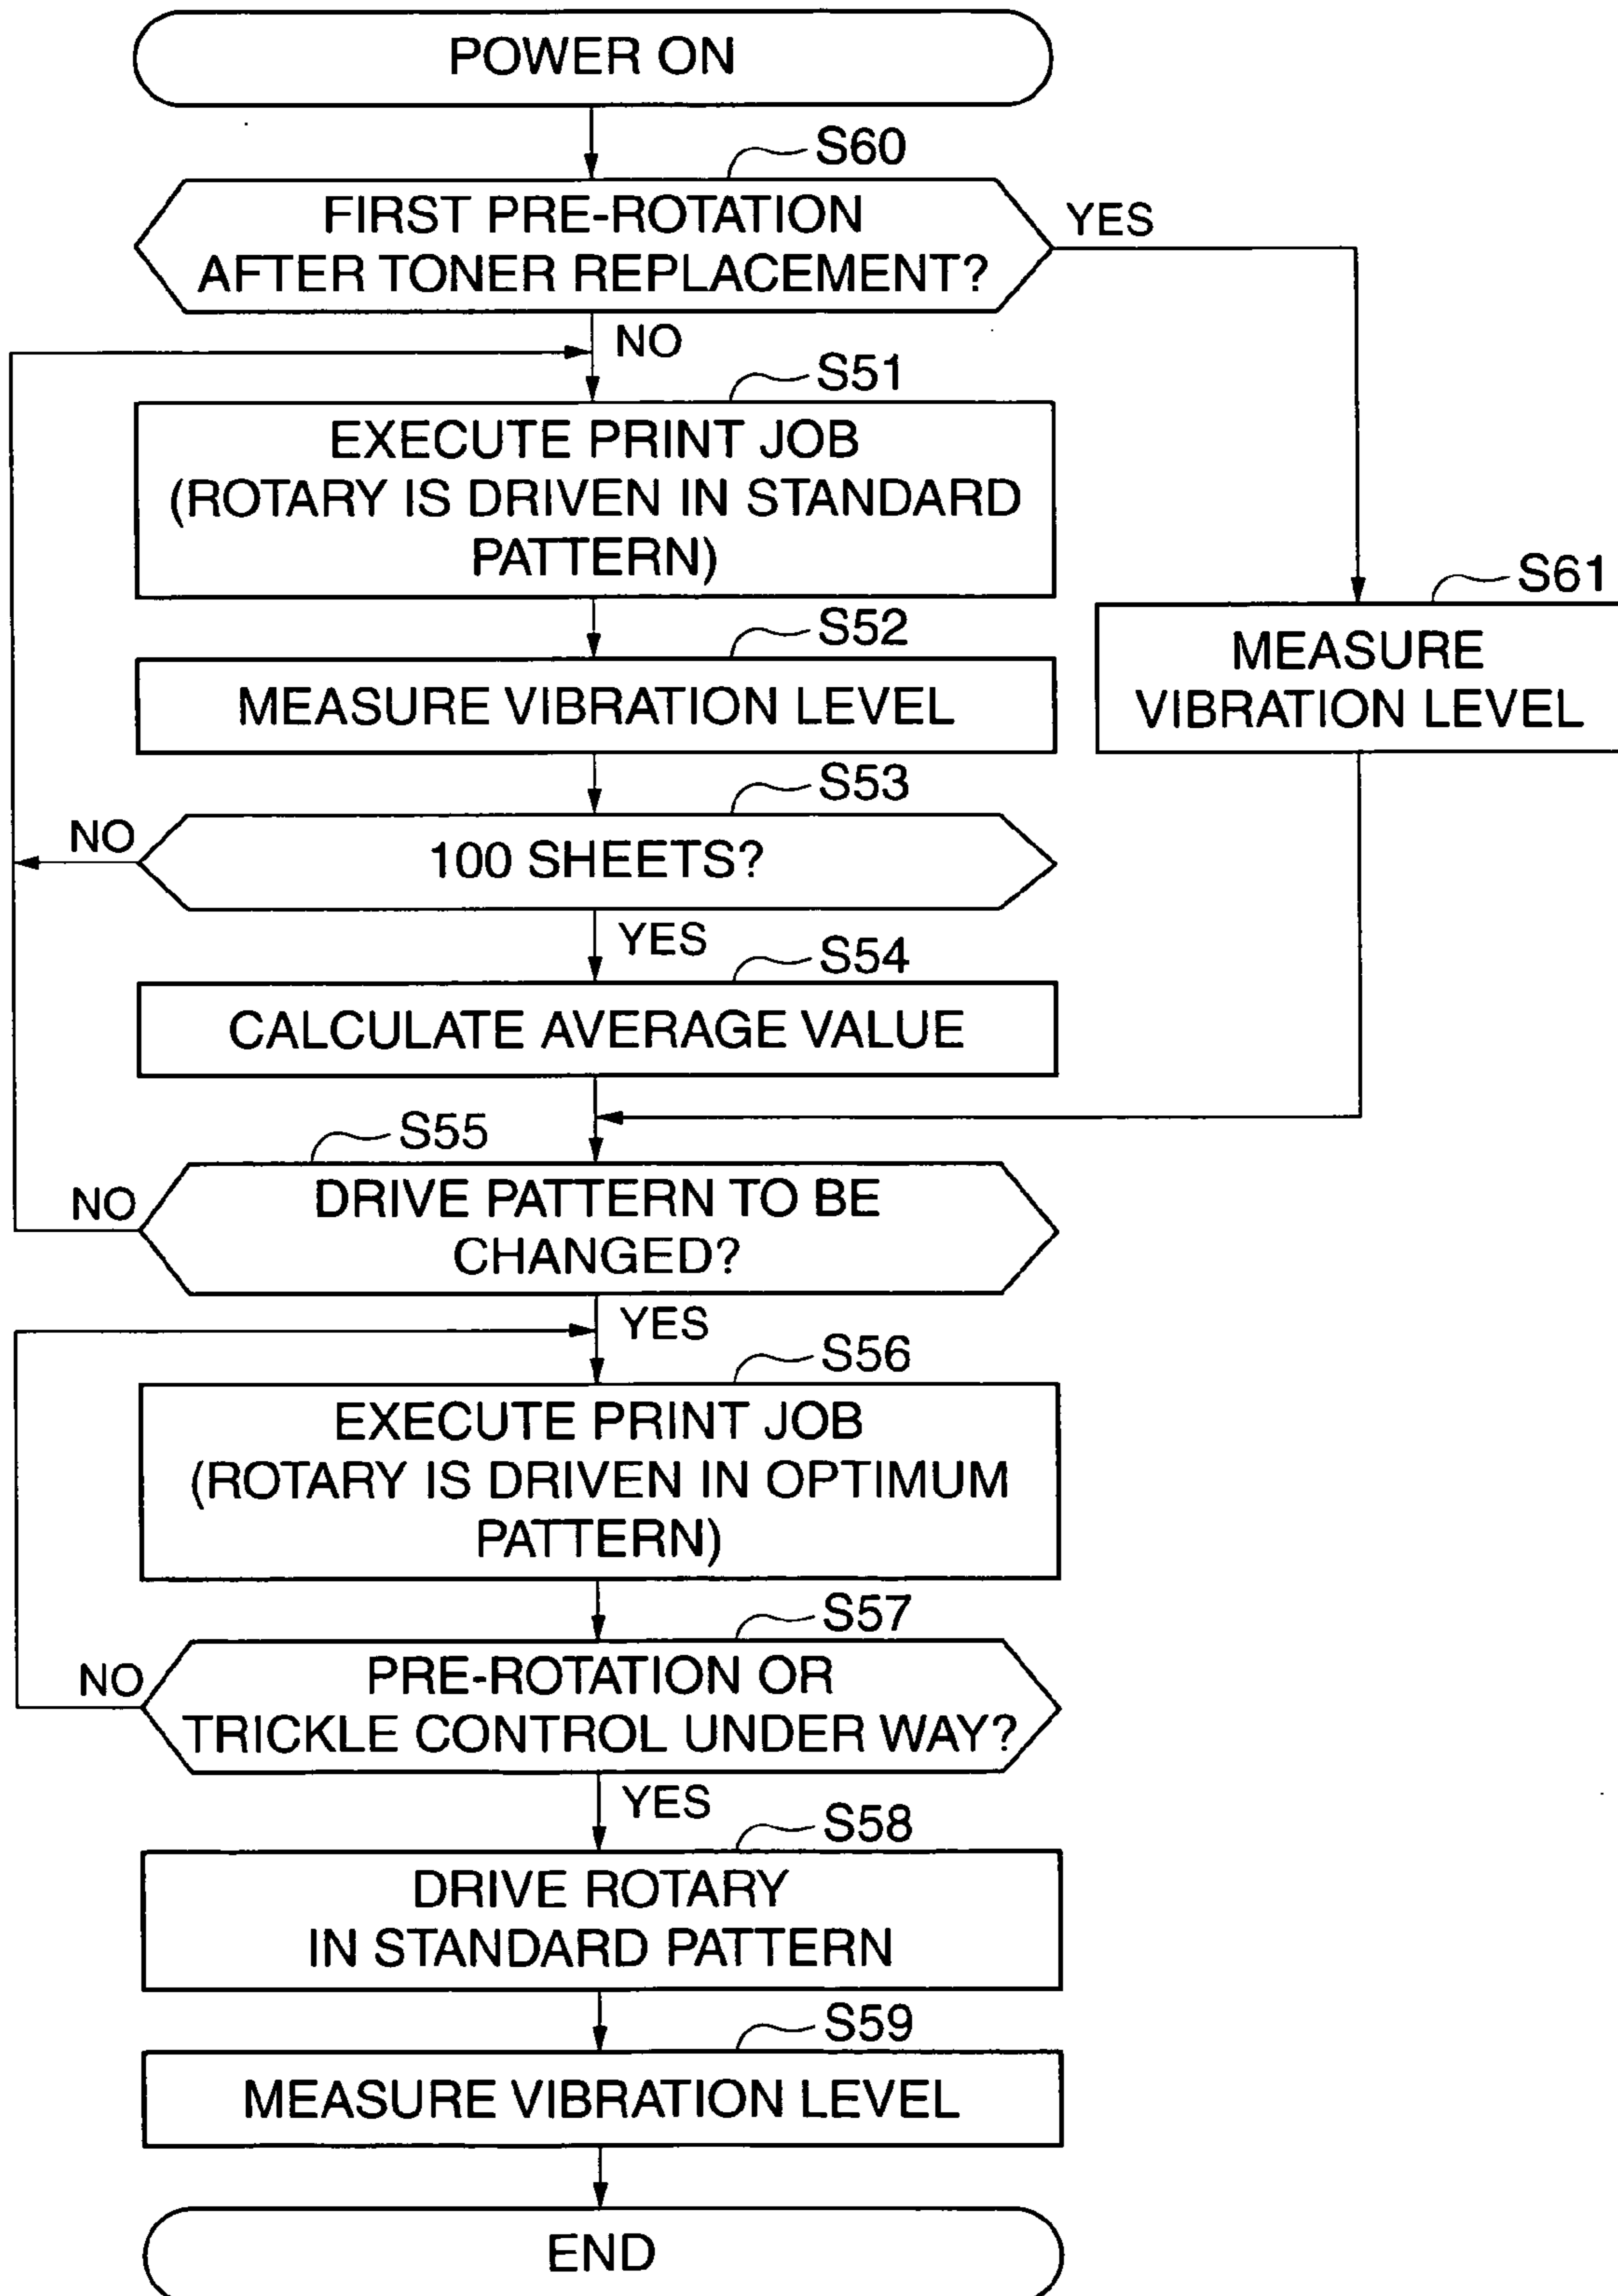 POWER ON
S60
FIRST PRE-ROTATION
AFTER TONER REPLACEMENT?
YES
NO
S51
EXECUTE PRINT JOB
(ROTARY IS DRIVEN IN STANDARD
PATTERN)
S61
MEASURE
VIBRATION LEVEL
S52
MEASURE VIBRATION LEVEL
S53
NO
100 SHEETS?
YES
S54
CALCULATE AVERAGE VALUE
S55
NO
DRIVE PATTERN TO BE
CHANGED?
YES
S56
EXECUTE PRINT JOB
(ROTARY IS DRIVEN IN OPTIMUM
PATTERN)
S57
NO
PRE-ROTATION OR
TRICKLE CONTROL UNDER WAY?
YES
S58
DRIVE ROTARY
IN STANDARD PATTERN
S59
MEASURE VIBRATION LEVEL
END